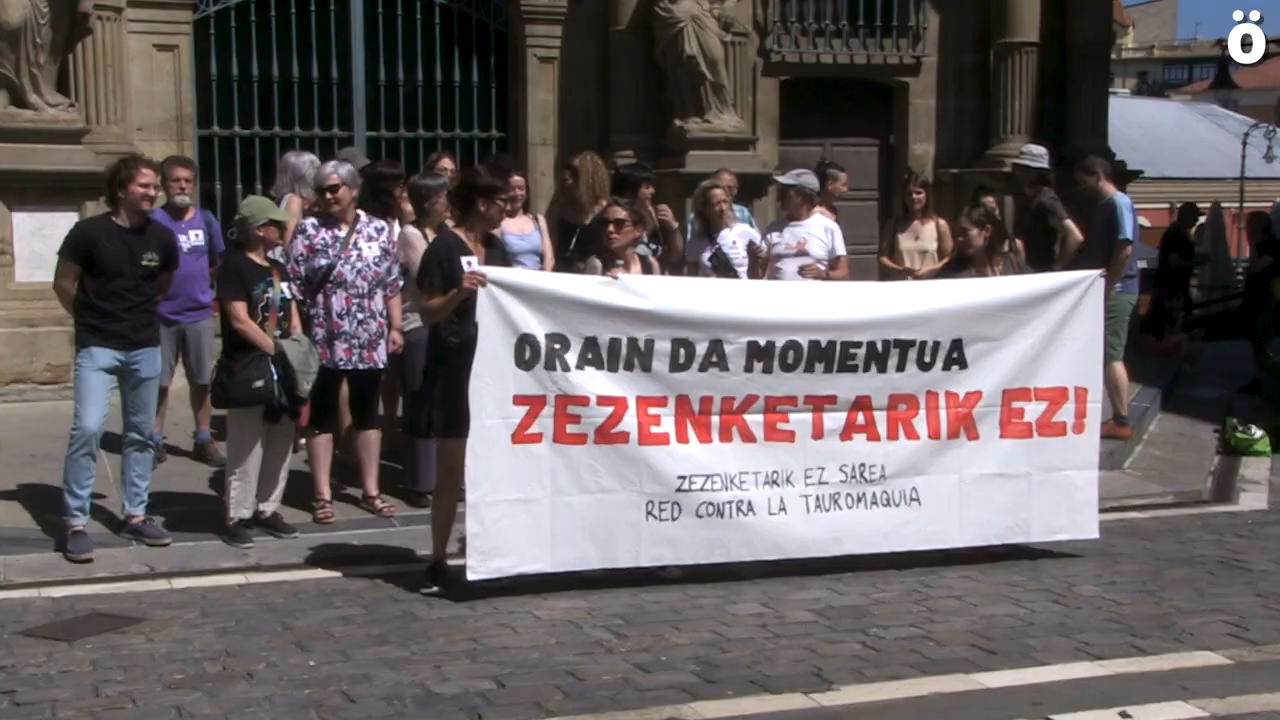 ö
ORAIN DA MOMENTUA
ZEZENKETARIK EZ!
ZEZENKETARIK EZ SAREA
RED CONTRA LA TAUROMAQUIA